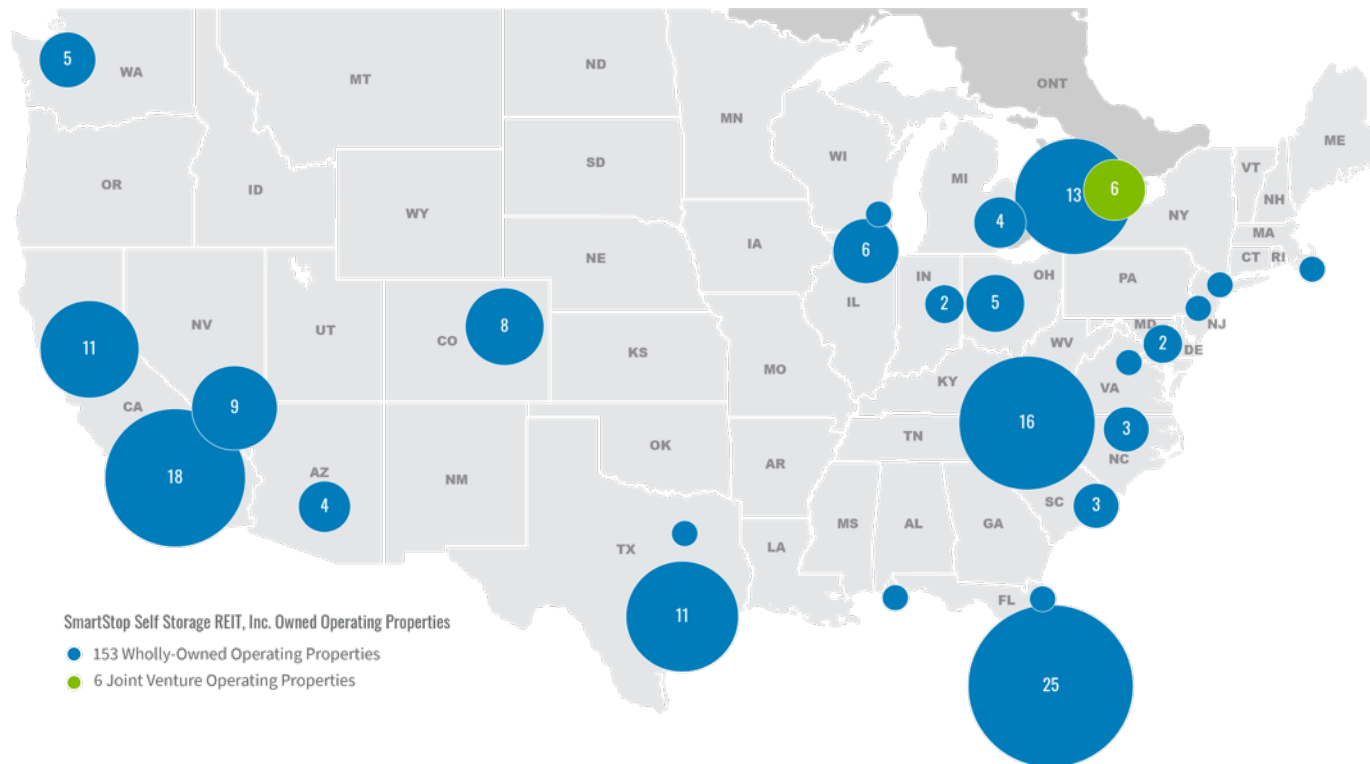 5
WA
MT
ND
MN
ONT
ME
OR
ID
SD
WI
MI
13
6
VT
NH
NY
WY
4
MA
IA
6
CT
RI
NE
IN
OH
PA
NV
UT
CO
8
IL
2
5
11
KS
MO
WV
MD
NJ
2
DE
KY
VA
CA
9
16
3
OK
TN
NC
AR
18
AZ
4
NM
SC
3
MS
AL
GA
TX
LA
FL
11
25
SmartStop Self Storage REIT, Inc. Owned Operating Properties
153 Wholly-Owned Operating Properties
6 Joint Venture Operating Properties